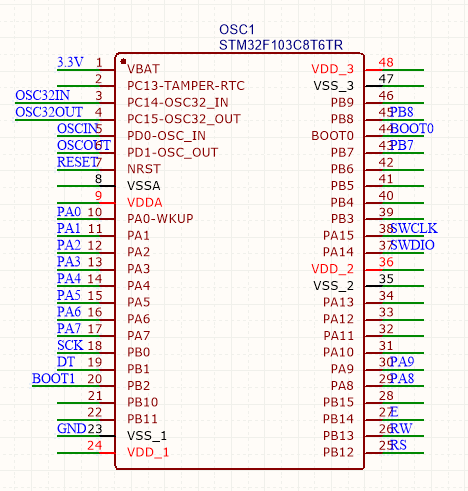 OSC1
STM32F103C8T6TR
3.3V 1 VBAT VDD_3 48
2 PC13-TAMPER-RTC VSS_3 47
OSC32IN 3 PC14-OSC32_IN PB9 46
OSC32OUT 4 PC15-OSC32_OUT PB8 45 PB8
OSCIN 5 PD0-OSC_IN BOOT0 44 BOOT0
OSCOUT 6 PD1-OSC_OUT PB7 43 PB7
RESET 7 NRST PB6 42
8 VSSA PB5 41
9 VDDA PB4 40
PA0 10 PA0-WKUP PB3 39
PA1 11 PA1 PA15 38 SWCLK
PA2 12 PA2 PA14 37 SWDIO
PA3 13 PA3 VDD_2 36
PA4 14 PA4 VSS_2 35
PA5 15 PA5 PA13 34
PA6 16 PA6 PA12 33
PA7 17 PA7 PA11 32
SCK 18 PB0 PA10 31
DT 19 PB1 PA9 30 PA9
BOOT1 20 PB2 PA8 29 PA8
21 PB10 PB15 28
22 PB11 PB14 27 E
GND 23 VSS_1 PB13 26 RW
24 VDD_1 PB12 25 RS